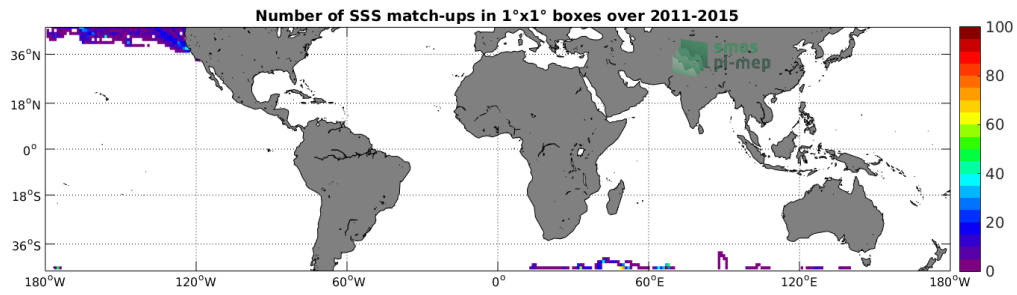 Number of SSS match-ups in 1°x1° boxes over 2011-2015
smos
pi-mep
36°N
18°N
0°
18°S
36°S
180°W
120°W
60°W
0°
60°E
120°E
180°W
100
80
60
40
20
0